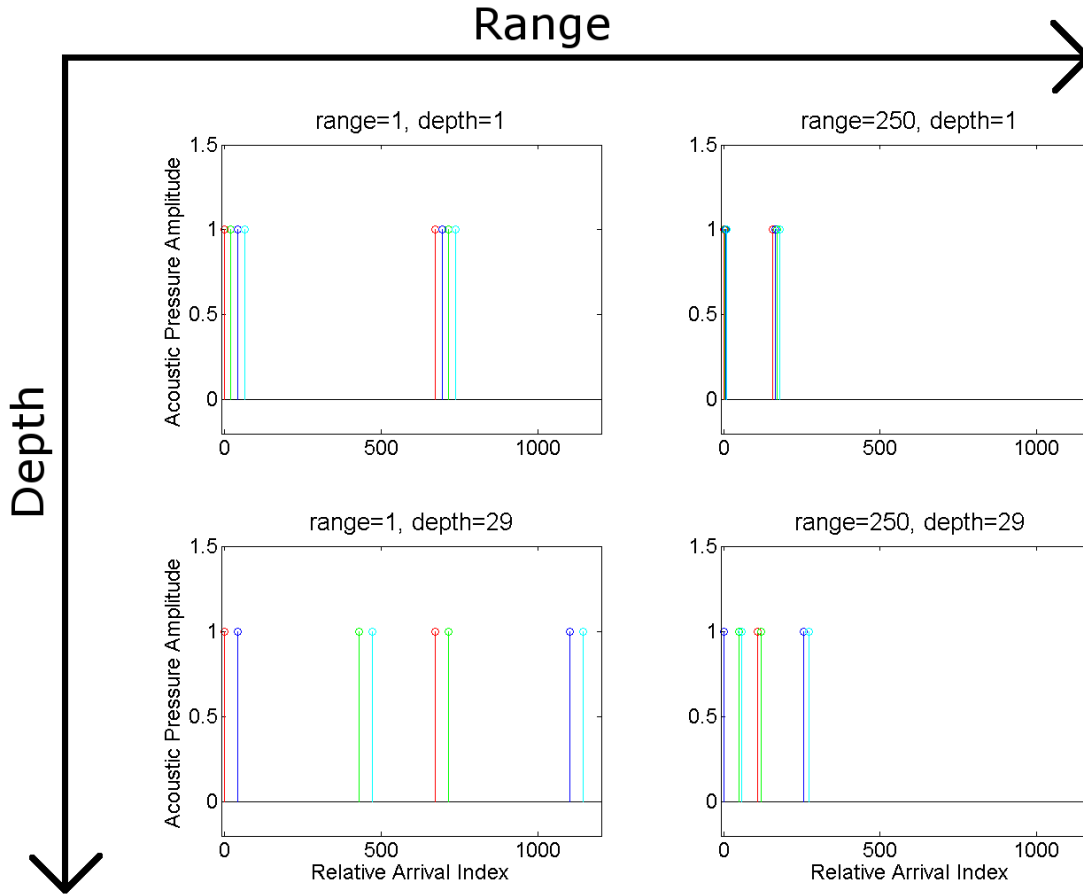 Range
Depth
range=1, depth=1
Acoustic Pressure Amplitude
1.5
1
0.5
0
0
500
1000
range=250, depth=1
1.5
1
0.5
0
0
500
1000
range=1, depth=29
Acoustic Pressure Amplitude
1.5
1
0.5
0
0
500
1000
Relative Arrival Index
range=250, depth=29
1.5
1
0.5
0
0
500
1000
Relative Arrival Index